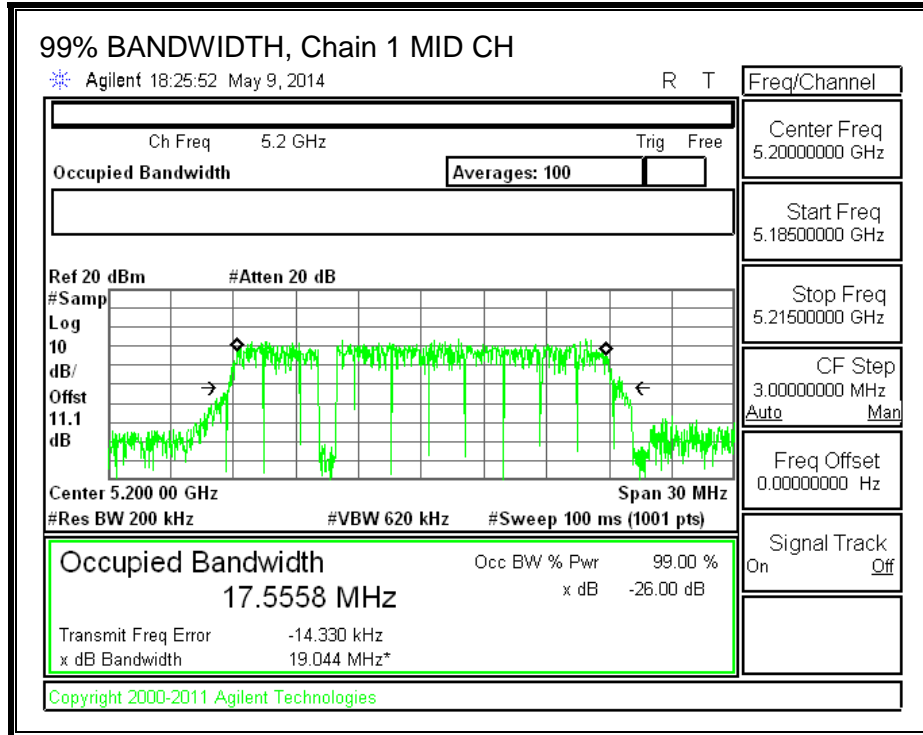 99% BANDWIDTH, Chain 1 MID CH
Agilent 18:25:52 May 9, 2014 R T
Freq/Channel
Ch Freq 5.2 GHz Trig Free
Occupied Bandwidth Averages: 100
Center Freq
5.20000000 GHz
Start Freq
5.18500000 GHz
Stop Freq
5.21500000 GHz
CF Step
3.00000000 MHz
Auto Man
Freq Offset
0.00000000 Hz
Signal Track
On Off
Ref 20 dBm #Atten 20 dB
#Samp
Log
10
dB/
Offst
11.1
dB
Center 5.200 00 GHz Span 30 MHz
#Res BW 200 kHz #VBW 620 kHz #Sweep 100 ms (1001 pts)
Occupied Bandwidth Occ BW % Pwr 99.00 %
17.5558 MHz x dB -26.00 dB
Transmit Freq Error -14.330 kHz
x dB Bandwidth 19.044 MHz*
Copyright 2000-2011 Agilent Technologies